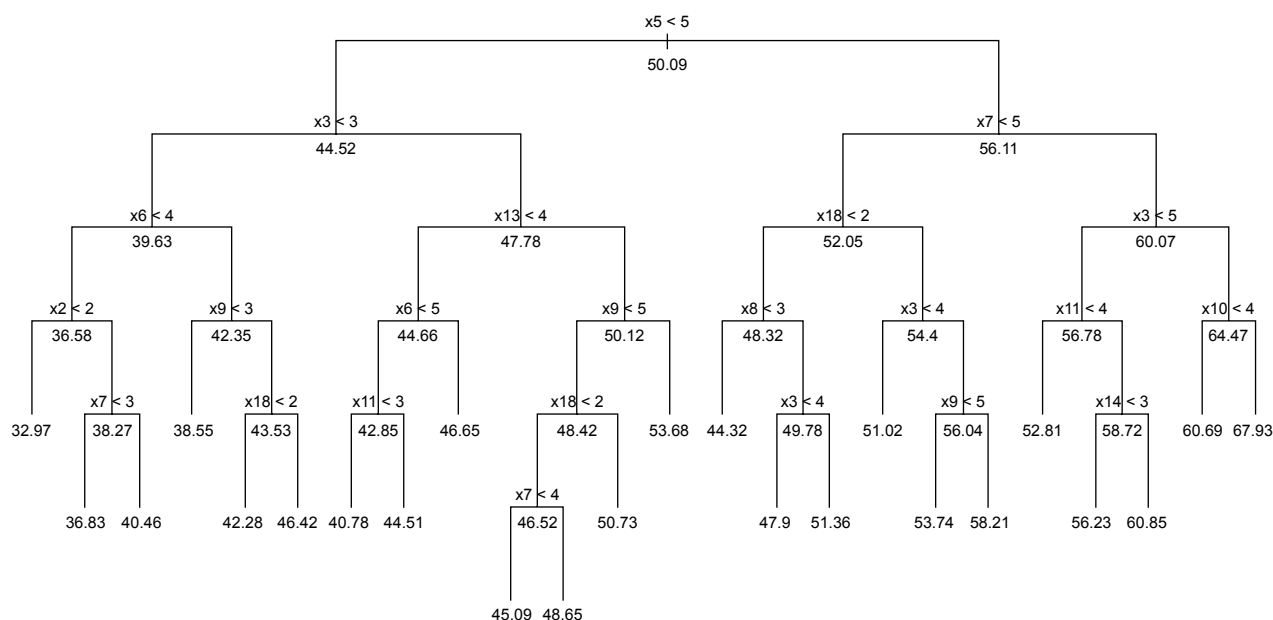 x5 < 5
50.09
x3 < 3 x7 < 5
44.52 56.11
x6 < 4 x13 < 4 x18 < 2 x3 < 5
39.63 47.78 52.05 60.07
x2 < 2 x9 < 3 x6 < 5 x9 < 5 x8 < 3 x3 < 4 x11 < 4 x10 < 4
36.58 42.35 44.66 50.12 48.32 54.4 56.78 64.47
x7 < 3 x18 < 2 x11 < 3 x18 < 2 x3 < 4 x9 < 5 x14 < 3
32.97 38.27 38.55 43.53 42.85 46.65 48.42 53.68 44.32 49.78 51.02 56.04 52.81 58.72 60.69 67.93
x7 < 4
36.83 40.46 42.28 46.42 40.78 44.51 46.52 50.73 47.9 51.36 53.74 58.21 56.23 60.85
45.09 48.65